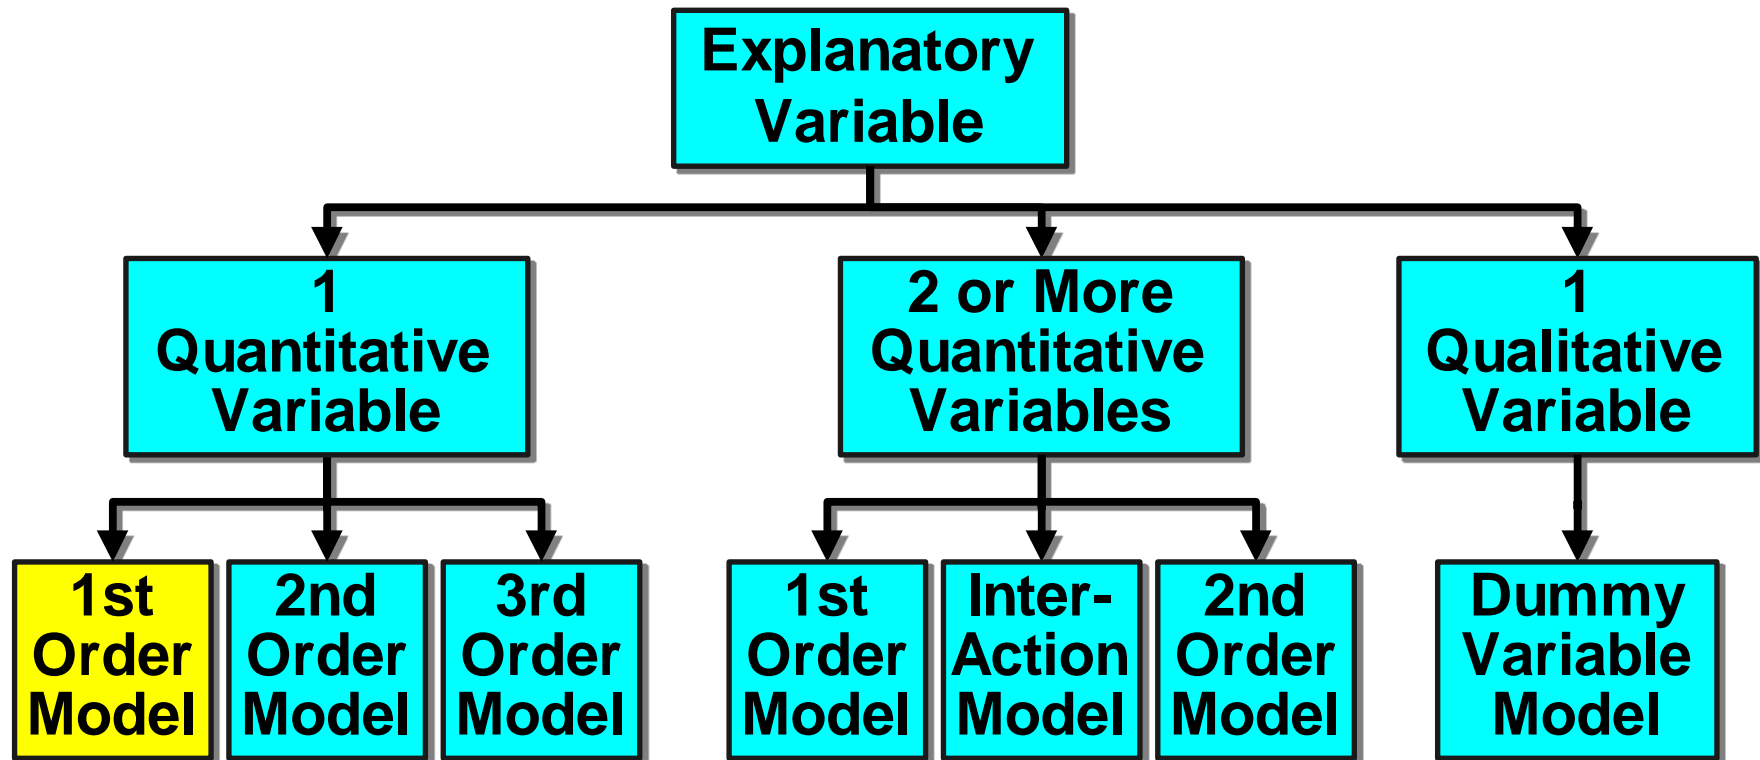 Explanatory
Variable
1
Quantitative
Variable
2 or More
Quantitative
Variables
1
Qualitative
Variable
1st
Order
Model
2nd
Order
Model
3rd
Order
Model
1st
Order
Model
Inter-
Action
Model
2nd
Order
Model
Dummy
Variable
Model